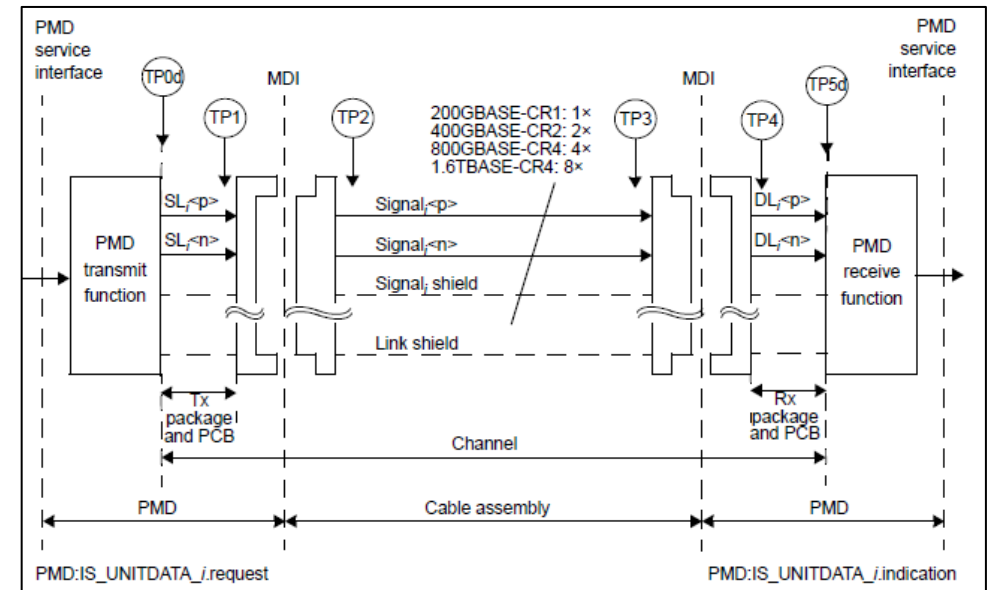 PMD
service
interface
PMD
service
interface
TP0d
MDI
MDI
TP5d
TP1
TP2
200GBASE-CR1: 1×
400GBASE-CR2: 2×
800GBASE-CR4: 4×
1.6TBASE-CR4: 8×
TP3
TP4
SLi<p>
Signali<p>
DLi<p>
PMD
transmit
function
SLi<n>
Signali<n>
DLi<n>
PMD
receive
function
Signali shield
Link shield
Tx
package
and PCB
Rx
package
and PCB
Channel
PMD
Cable assembly
PMD
PMD:IS_UNITDATA_i.request
PMD:IS_UNITDATA_i.indication